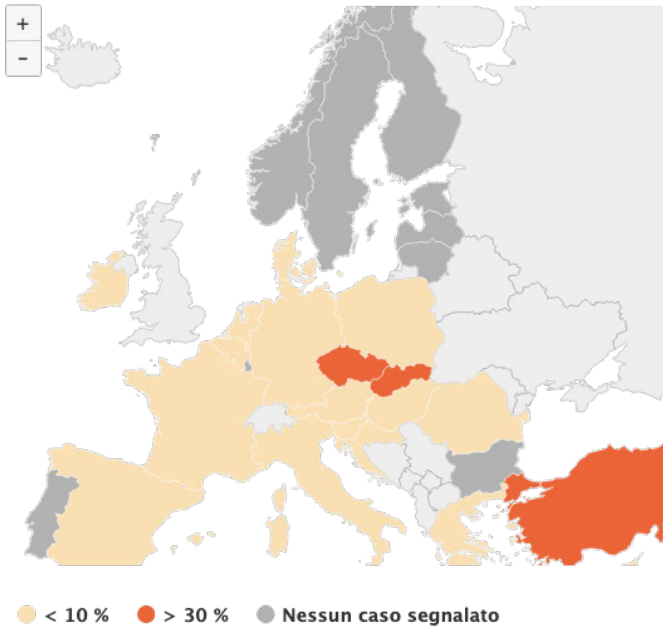 +
–
< 10 % > 30 % Nessun caso segnalato